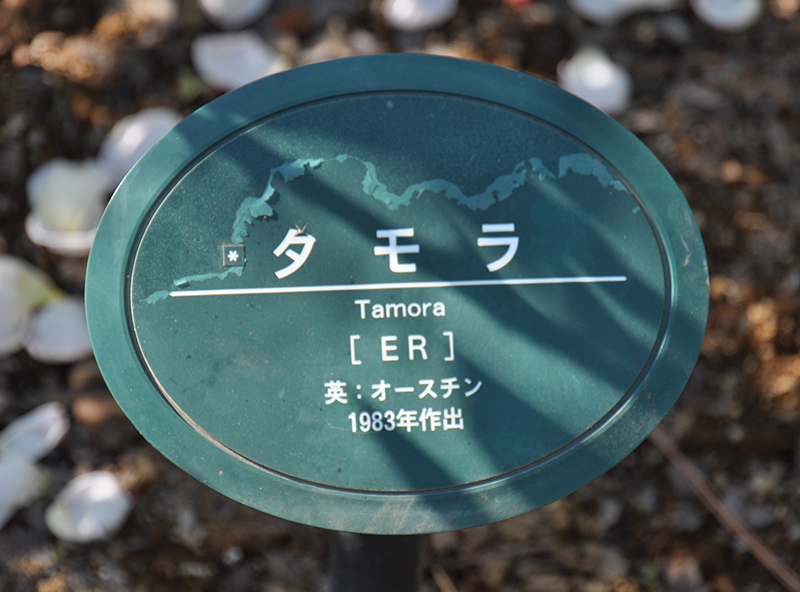 * タモラ
Tamora
[ER]
英：オースチン
1983年作出